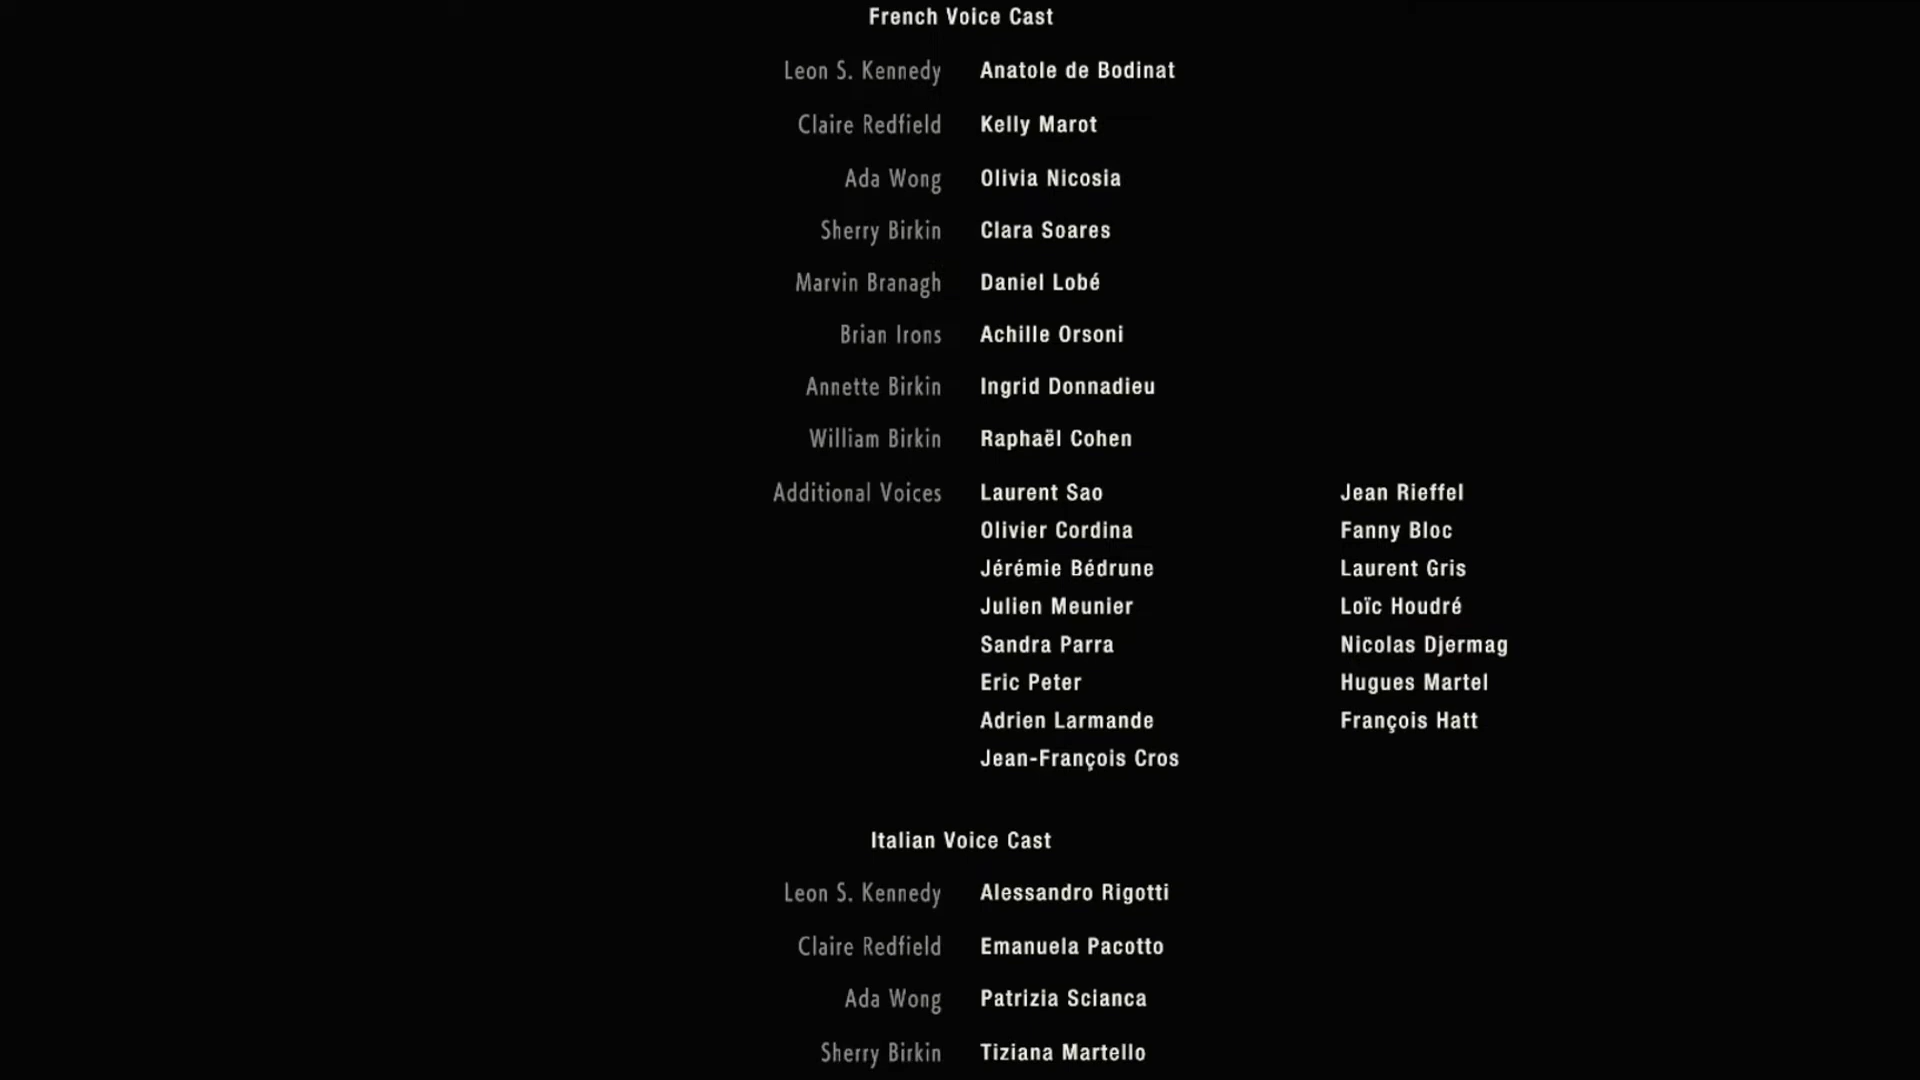 French Voice Cast
Leon S. Kennedy Anatole de Bodinat
Claire Redfield Kelly Marot
Ada Wong Olivia Nicosia
Sherry Birkin Clara Soares
Marvin Branagh Daniel Lobé
Brian Irons Achille Orsoni
Annette Birkin Ingrid Donnadieu
William Birkin Raphaël Cohen
Additional Voices Laurent Sao Jean Rieffel
Olivier Cordina Fanny Bloc
Jérémie Bédrune Laurent Gris
Julien Meunier Loïc Houdré
Sandra Parra Nicolas Djermag
Eric Peter Hugues Martel
Adrien Larmande François Hatt
Jean-François Cros
Italian Voice Cast
Leon S. Kennedy Alessandro Rigotti
Claire Redfield Emanuela Pacotto
Ada Wong Patrizia Scianca
Sherry Birkin Tiziana Martello